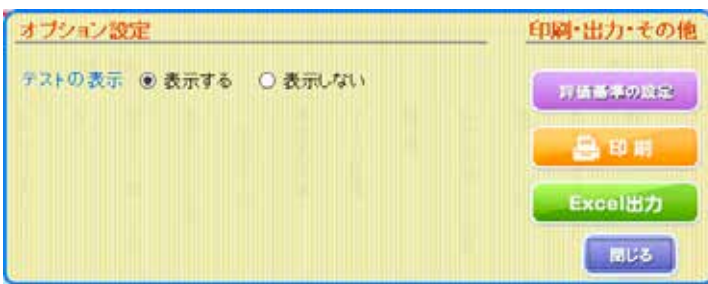 オプション設定
テストの表示 表示する 表示しない
印刷・出力・その他
評価基準の設定
印刷
Excel出力
閉じる